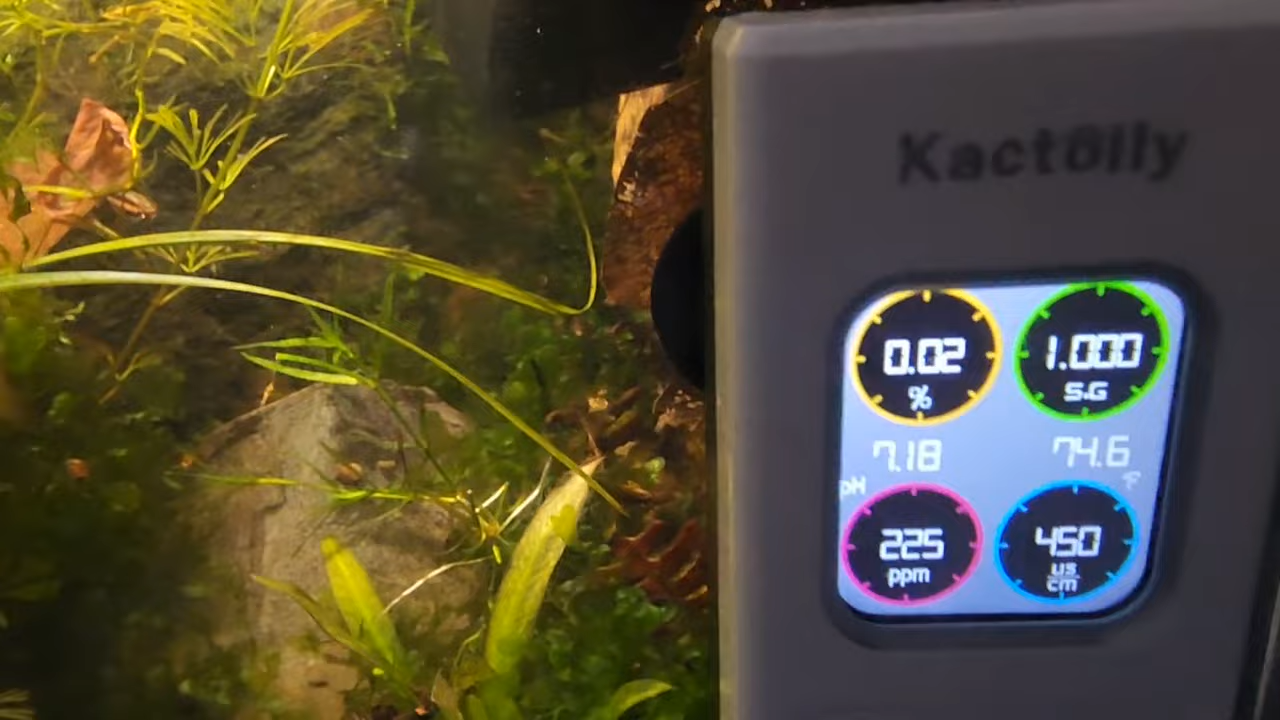 Kactoily
0.02
%
1.000
S.G
pH
7.18
74.6
°F
225
ppm
450
us
cm